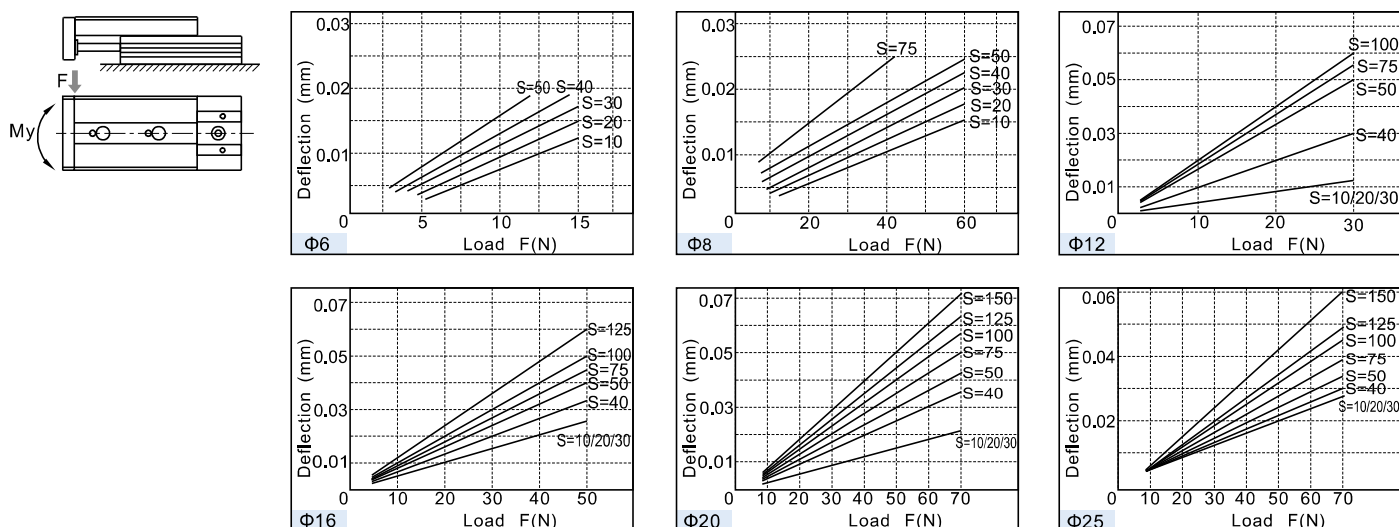 F
My
Deflection (mm)
0.03
0.02
0.01
0
5
10
15
S=50
S=40
S=30
S=20
S=10
Load F(N)
Φ6
Deflection (mm)
0.03
0.02
0.01
0
20
40
60
S=75
S=50
S=40
S=30
S=20
S=10
Load F(N)
Φ8
Deflection (mm)
0.07
0.05
0.03
0.01
0
10
20
30
S=100
S=75
S=50
S=40
S=10/20/30
Load F(N)
Φ12
Deflection (mm)
0.07
0.05
0.03
0.01
0
10
20
30
40
50
S=125
S=100
S=75
S=50
S=40
S=10/20/30
Load F(N)
Φ16
Deflection (mm)
0.07
0.05
0.03
0.01
0
10
20
30
40
50
60
70
S=150
S=125
S=100
S=75
S=50
S=40
S=10/20/30
Load F(N)
Φ20
Deflection (mm)
0.06
0.04
0.02
0
10
20
30
40
50
60
70
S=150
S=125
S=100
S=75
S=50
S=40
S=10/20/30
Load F(N)
Φ25